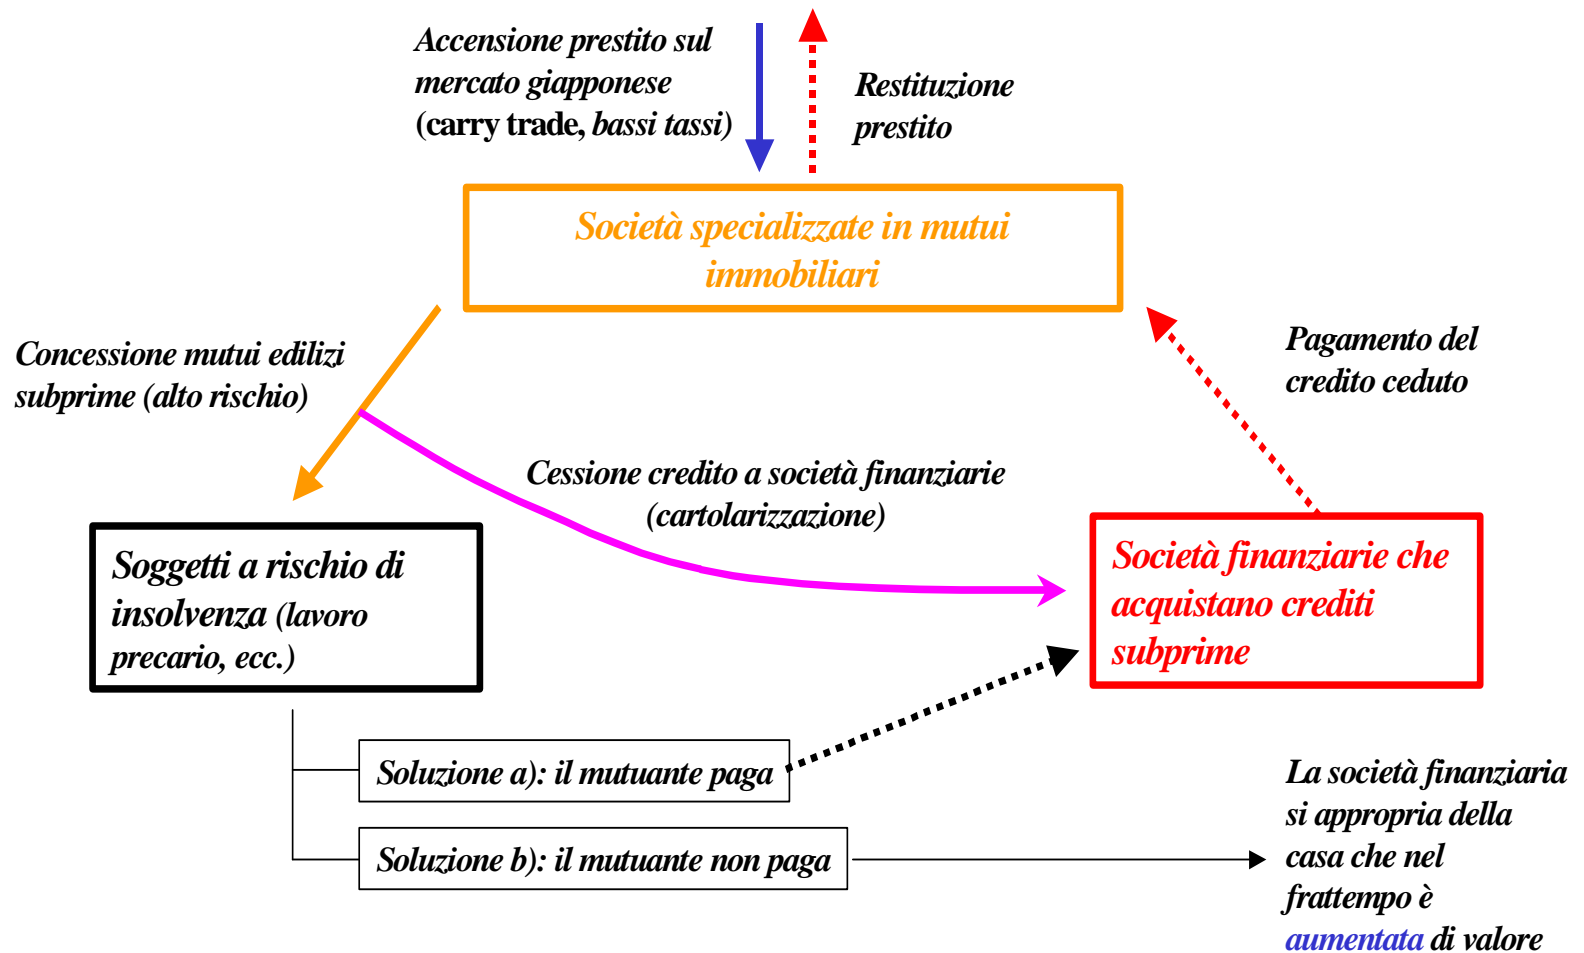 Accensione prestito sul
mercato giapponese
(carry trade, bassi tassi)
Restituzione
prestito
Società specializzate in mutui
immobiliari
Concessione mutui edilizi
subprime (alto rischio)
Pagamento del
credito ceduto
Cessione credito a società finanziarie
(cartolarizzazione)
Soggetti a rischio di
insolvenza (lavoro
precario, ecc.)
Società finanziarie che
acquistano crediti
subprime
Soluzione a): il mutuante paga
Soluzione b): il mutuante non paga
La società finanziaria
si appropria della
casa che nel
frattempo è
aumentata di valore